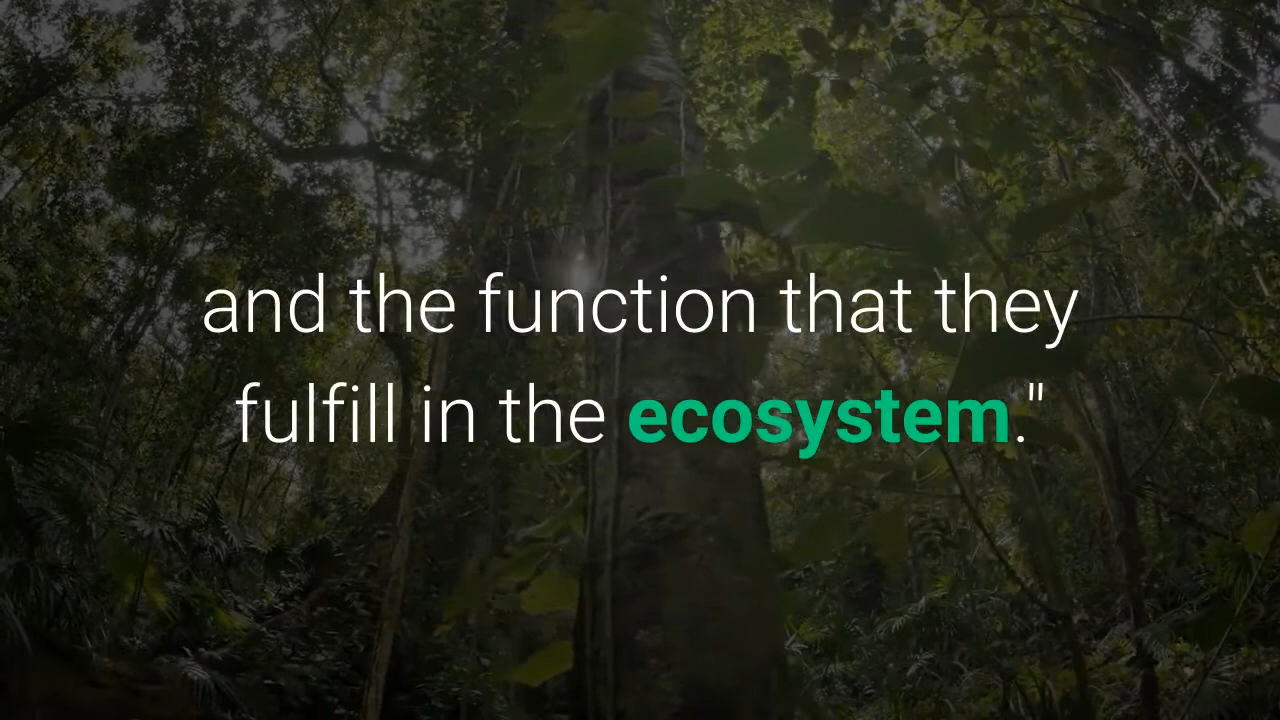 and the function that they
fulfill in the ecosystem."